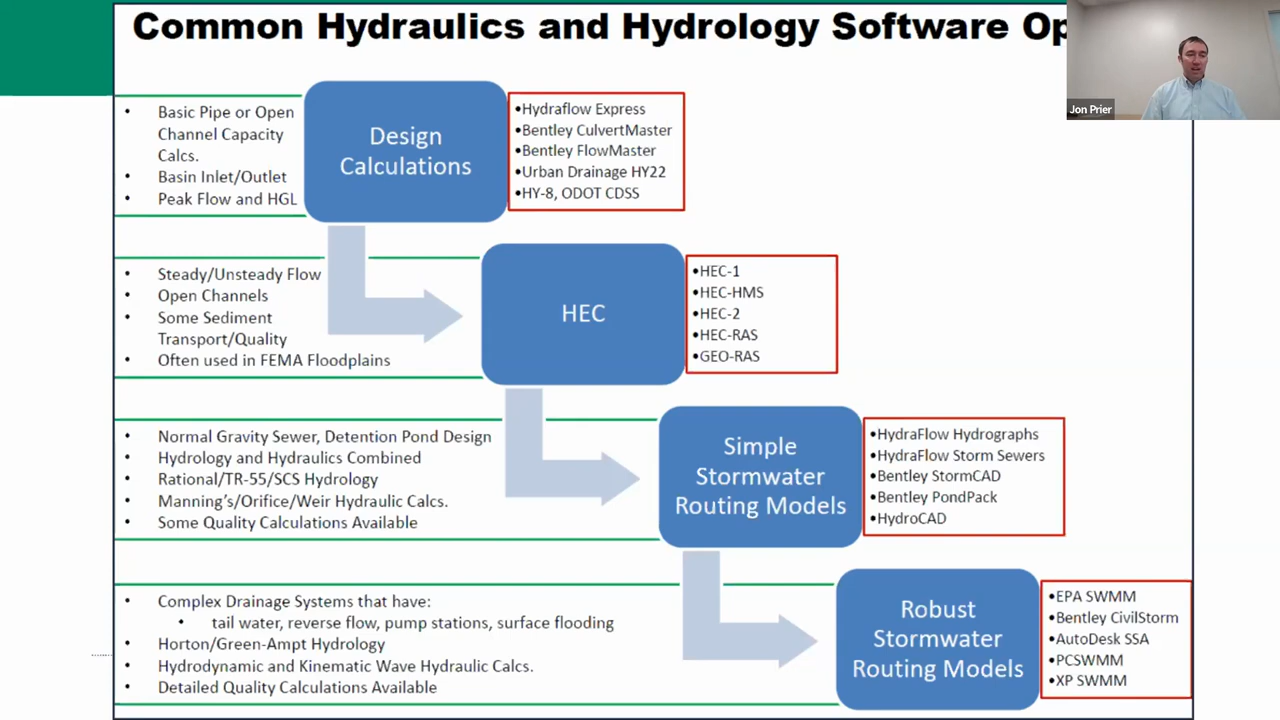 Common Hydraulics and Hydrology Software Op
Jon Prier
• Basic Pipe or Open
Channel Capacity
Calcs.
• Basin Inlet/Outlet
• Peak Flow and HGL
Design
Calculations
•Hydraflow Express
•Bentley CulvertMaster
•Bentley FlowMaster
•Urban Drainage HY22
•HY-8, ODOT CDSS
• Steady/Unsteady Flow
• Open Channels
• Some Sediment
Transport/Quality
• Often used in FEMA Floodplains
HEC
•HEC-1
•HEC-HMS
•HEC-2
•HEC-RAS
•GEO-RAS
• Normal Gravity Sewer, Detention Pond Design
• Hydrology and Hydraulics Combined
• Rational/TR-55/SCS Hydrology
• Manning's/Orifice/Weir Hydraulic Calcs.
• Some Quality Calculations Available
Simple
Stormwater
Routing Models
•HydraFlow Hydrographs
•HydraFlow Storm Sewers
•Bentley StormCAD
•Bentley PondPack
•HydroCAD
• Complex Drainage Systems that have:
• tail water, reverse flow, pump stations, surface flooding
• Horton/Green-Ampt Hydrology
• Hydrodynamic and Kinematic Wave Hydraulic Calcs.
• Detailed Quality Calculations Available
Robust
Stormwater
Routing Models
•EPA SWMM
•Bentley CivilStorm
•AutoDesk SSA
•PCSWMM
•XP SWMM